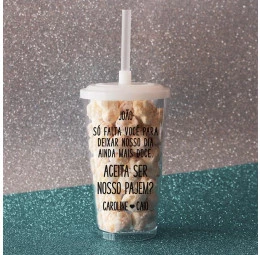 JOÃO
SÓ FALTA VOCÊ PARA
DEIXAR NOSSO DIA
AINDA MAIS DOCE.
ACEITA SER
NOSSO PAJEM?
CAROLINE ❤ CAIO